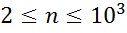 2 ≤ n ≤ 10³